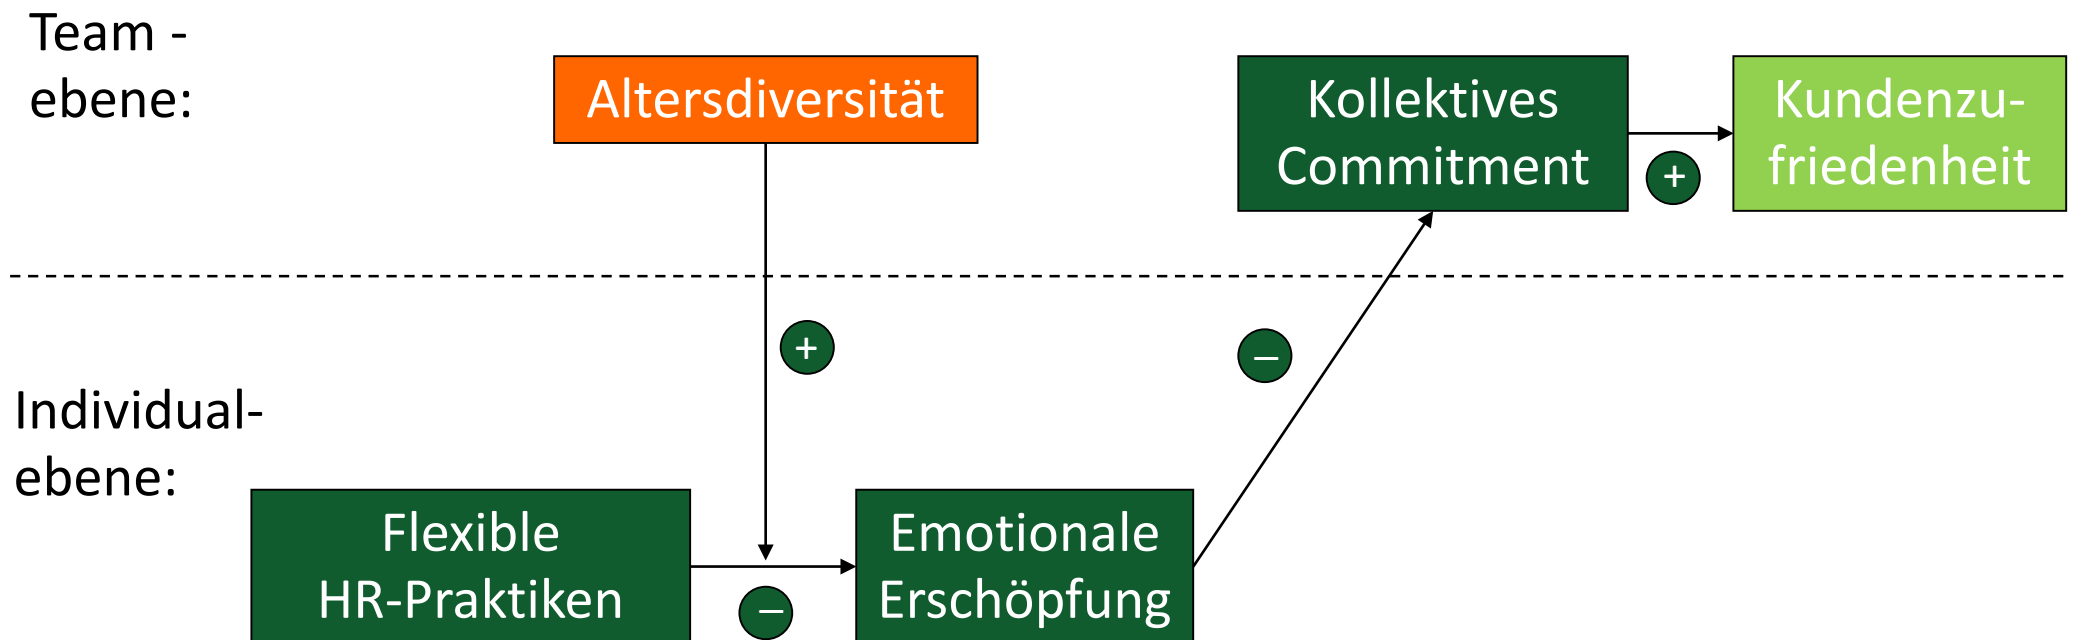 Team -
ebene:
Altersdiversität
Kollektives
Commitment
+
Kundenzu-
friedenheit
+
–
Individual-
ebene:
Flexible
HR-Praktiken
–
Emotionale
Erschöpfung